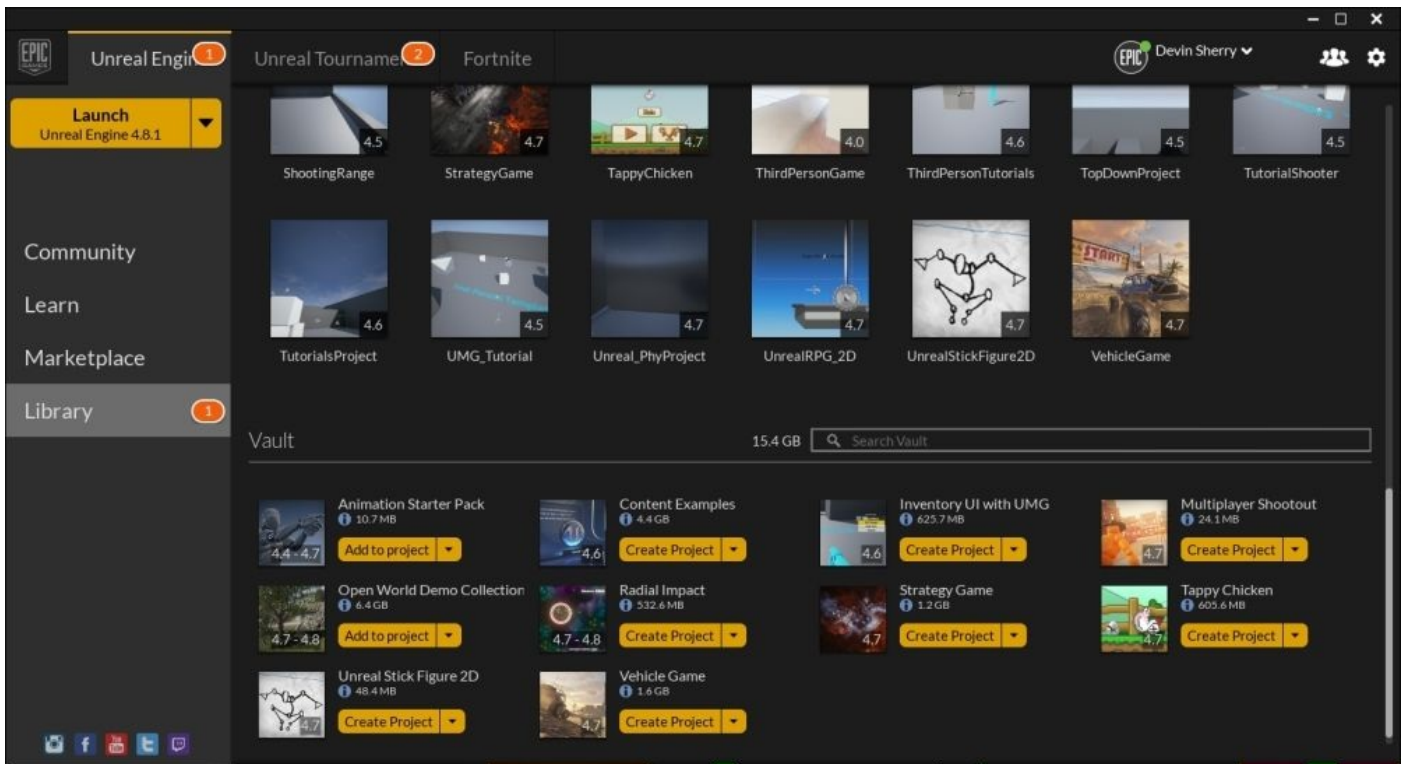 EPIC GAMES
Unreal Engin 1
Unreal Tournamen 2
Fortnite
EPIC
Devin Sherry
Launch
Unreal Engine 4.8.1
Community
Learn
Marketplace
Library 1
4.5 4.7 4.7 4.0 4.6 4.5 4.5
ShootingRange StrategyGame TappyChicken ThirdPersonGame ThirdPersonTutorials TopDownProject TutorialShooter
START
4.6 4.5 4.7 4.7 4.7 4.7
TutorialsProject UMG_Tutorial Unreal_PhyProject UnrealRPG_2D UnrealStickFigure2D VehicleGame
Vault 15.4 GB Search Vault
Animation Starter Pack Content Examples Inventory UI with UMG Multiplayer Shootout
10.7 MB 4.4 GB 625.7 MB 24.1 MB
4.4 - 4.7 Add to project 4.6 Create Project 4.6 Create Project 4.7 Create Project
Open World Demo Collection Radial Impact Strategy Game Tappy Chicken
6.4 GB 532.6 MB 1.2 GB 605.6 MB
4.7 - 4.8 Add to project 4.7 - 4.8 Create Project 4.7 Create Project 4.7 Create Project
Unreal Stick Figure 2D Vehicle Game
48.4 MB 1.6 GB
4.7 Create Project 4.7 Create Project